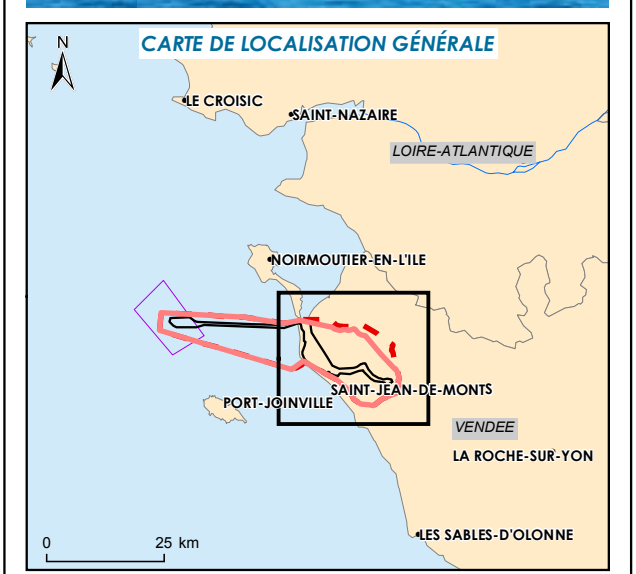 CARTE DE LOCALISATION GÉNÉRALE
N
LE CROISIC
SAINT-NAZAIRE
LOIRE-ATLANTIQUE
NOIRMOUTIER-EN-L'ILE
SAINT-JEAN-DE-MONTS
PORT-JOINVILLE
VENDEE
LA ROCHE-SUR-YON
LES SABLES-D'OLONNE
0 25 km